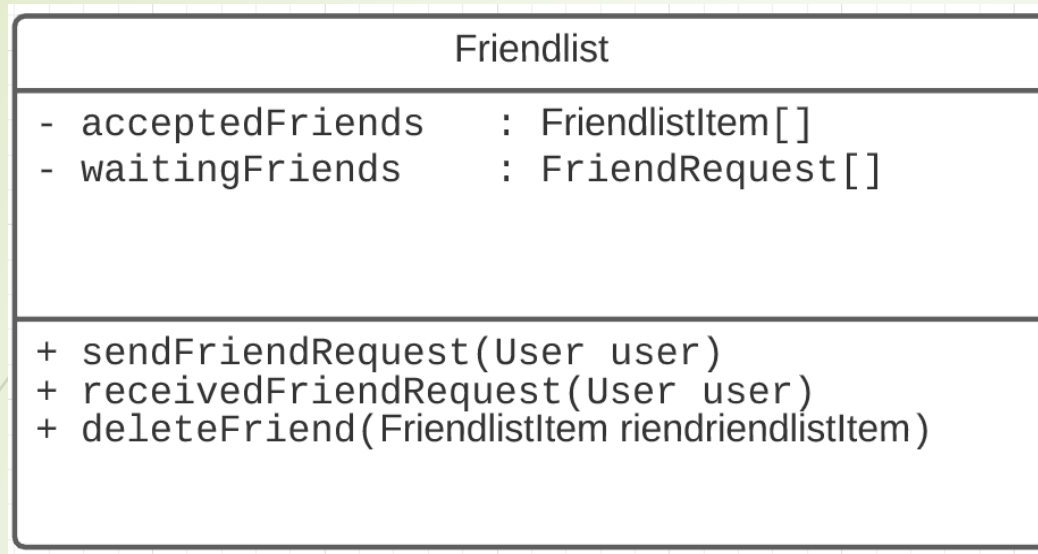 Friendlist
- acceptedFriends : FriendlistItem[]
- waitingFriends : FriendRequest[]
+ sendFriendRequest(User user)
+ receivedFriendRequest(User user)
+ deleteFriend(FriendlistItem riendriendlistItem)